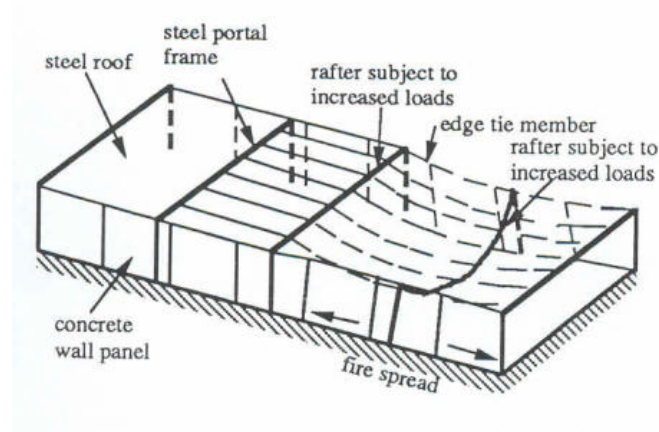 steel roof
steel portal
frame
rafter subject to
increased loads
edge tie member
rafter subject to
increased loads
concrete
wall panel
fire spread